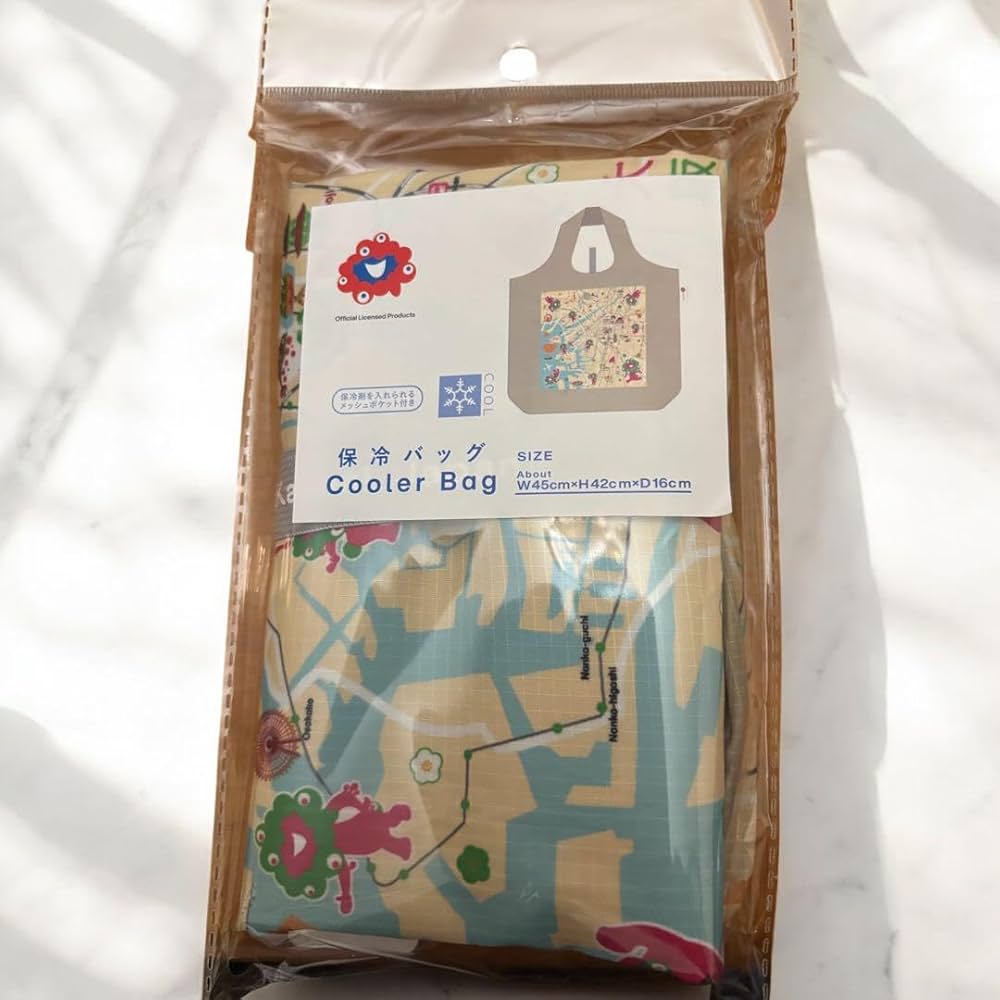 Official Licensed Products
保冷剤を入れられる
メッシュポケット付き
COOL
保冷バッグ
Cooler Bag
SIZE
About
W45cm×H42cm×D16cm
Ka
Nanko-guchi
Nanko-higashi
Osakako